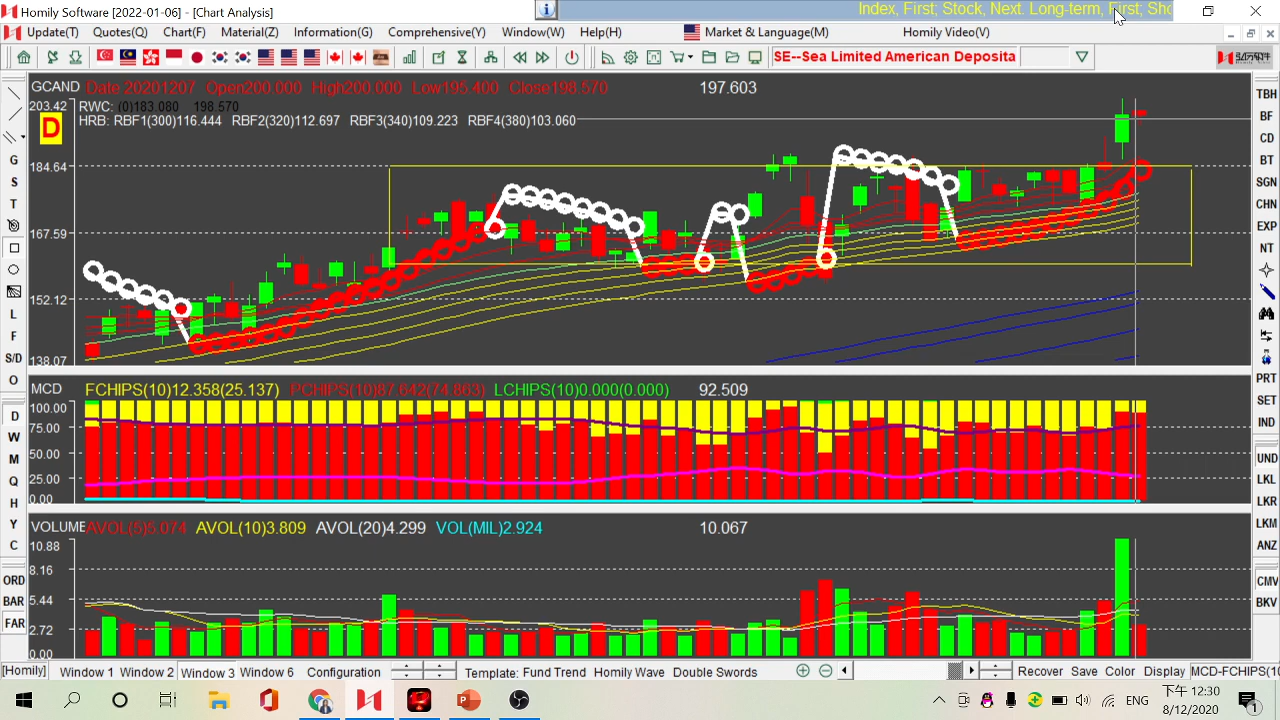 Homily Software [2022-01-06] - [Chart Analysis]
Index, First; Stock, Next. Long-term, First; Sho
Update(T) Quotes(Q) Chart(F) Material(Z) Information(G) Comprehensive(Y) Window(W) Help(H) Market & Language(M) Homily Video(V)
SE--Sea Limited American Deposita
GCAND Date 20201207 Open200.000 High200.000 Low195.400 Close198.570 197.603
RWC: (0)183.080 198.570
HRB: RBF1(300)116.444 RBF2(320)112.697 RBF3(340)109.223 RBF4(380)103.060
D
203.42
184.64
167.59
152.12
138.07
MCD FCHIPS(10)12.358(25.137) PCHIPS(10)87.642(74.863) LCHIPS(10)0.000(0.000) 92.509
100.00
75.00
50.00
25.00
0.00
VOLUME AVOL(5)5.074 AVOL(10)3.809 AVOL(20)4.299 VOL(MIL)2.924 10.067
10.88
8.16
5.44
2.72
0.00
G
S
T
L
F
S/D
O
D
W
M
Q
H
Y
C
ORD
BAR
FAR
TBH
BF
CD
BT
SGN
CHN
EXP
NT
PRT
SET
IND
UND
LKL
LKR
LKM
ANZ
CMV
BKV
[Homily] Window 1 Window 2 Window 3 Window 6 Configuration Template: Fund Trend Homily Wave Double Swords Recover Save Color Display MCD-FCHIPS(10
ENG
下午 12:30
8/12/2020
1